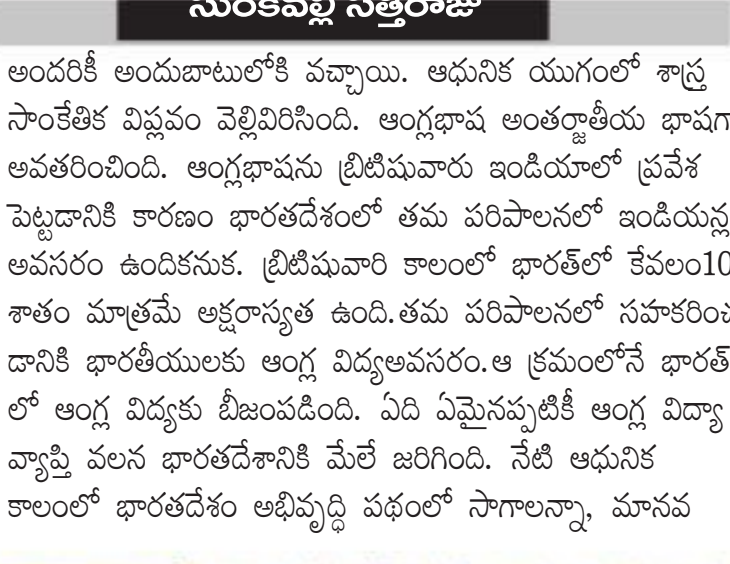 సుంకవల్లి సత్తిరాజు
అందరికీ అందుబాటులోకి వచ్చాయి. ఆధునిక యుగంలో శాస్త్ర
సాంకేతిక విప్లవం వెల్లివిరిసింది. ఆంగ్లభాష అంతర్జాతీయ భాషగా
అవతరించింది. ఆంగ్లభాషను బ్రిటిషువారు ఇండియాలో ప్రవేశ
పెట్టడానికి కారణం భారతదేశంలో తమ పరిపాలనలో ఇండియన్ల
అవసరం ఉందికనుక. బ్రిటిషువారి కాలంలో భారత్‌లో కేవలం10
శాతం మాత్రమే అక్షరాస్యత ఉంది.తమ పరిపాలనలో సహకరించ
డానికి భారతీయులకు ఆంగ్ల విద్యఅవసరం.ఆ క్రమంలోనే భారత్
లో ఆంగ్ల విద్యకు బీజంపడింది. ఏది ఏమైనప్పటికీ ఆంగ్ల విద్యా
వ్యాప్తి వలన భారతదేశానికి మేలే జరిగింది. నేటి ఆధునిక
కాలంలో భారతదేశం అభివృద్ధి పథంలో సాగాలన్నా, మానవ